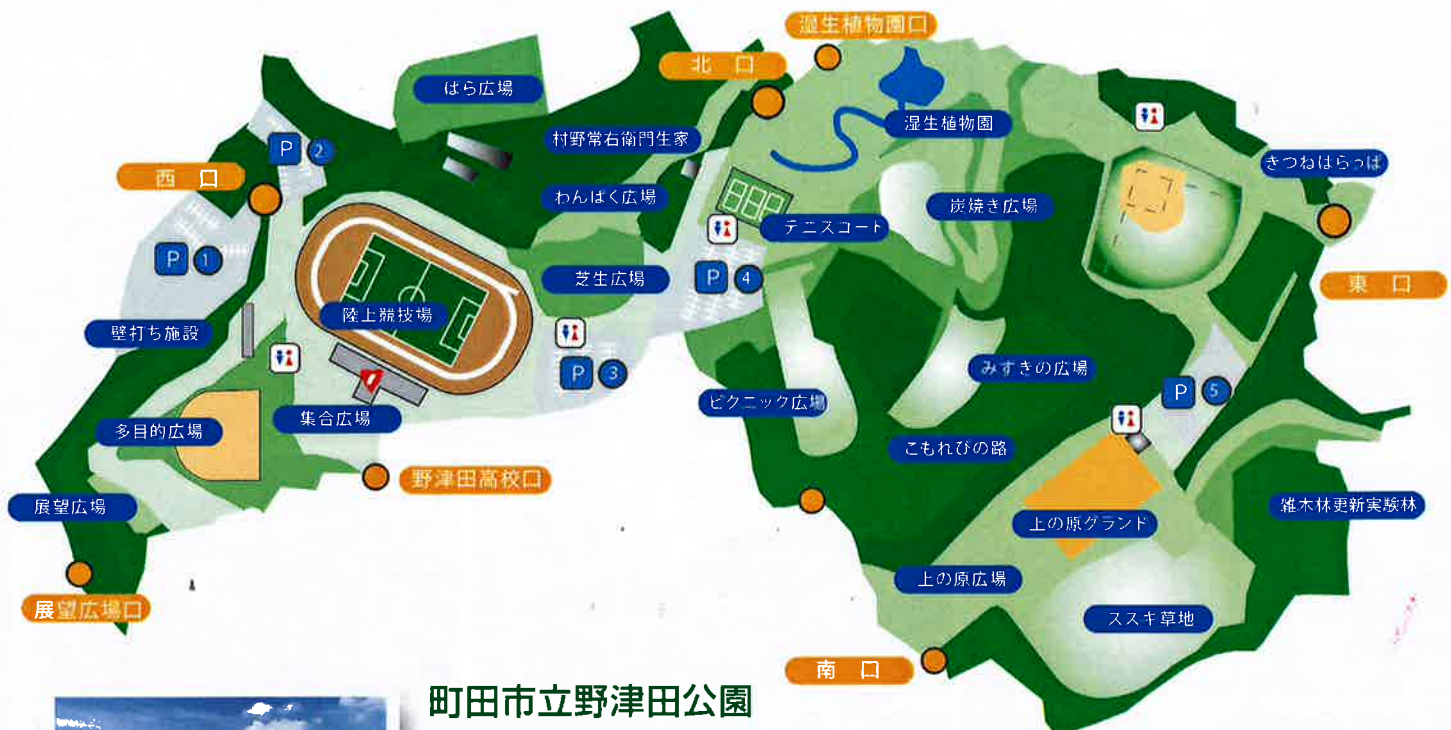 湿生植物園口
北口
はら広場
村野常右衛門生家
湿生植物園
P 2
西口
きつねはらっぱ
わんぱく広場
炭焼き広場
テニスコート
P 1
芝生広場
P 4
東口
陸上競技場
壁打ち施設
P 3
みすきの広場
P 5
ピクニック広場
集合広場
多目的広場
こもれびの路
野津田高校口
展望広場
雑木林更新実験林
上の原グランド
上の原広場
展望広場口
ススキ草地
南口
町田市立野津田公園